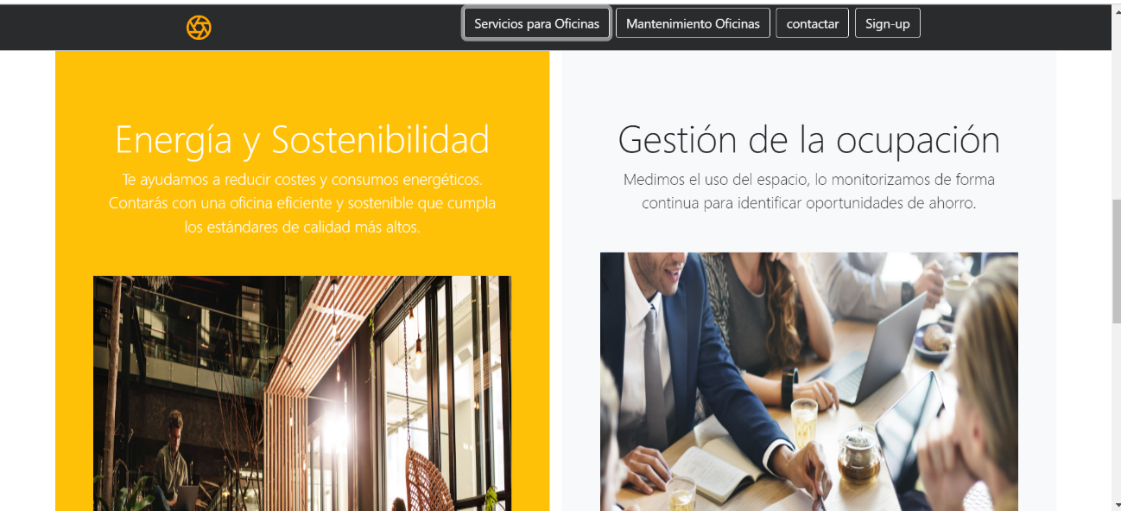 Servicios para Oficinas
Mantenimiento Oficinas
contactar
Sign-up
Energía y Sostenibilidad
Te ayudamos a reducir costes y consumos energéticos.
Contarás con una oficina eficiente y sostenible que cumpla
los estándares de calidad más altos.
Gestión de la ocupación
Medimos el uso del espacio, lo monitorizamos de forma
continua para identificar oportunidades de ahorro.